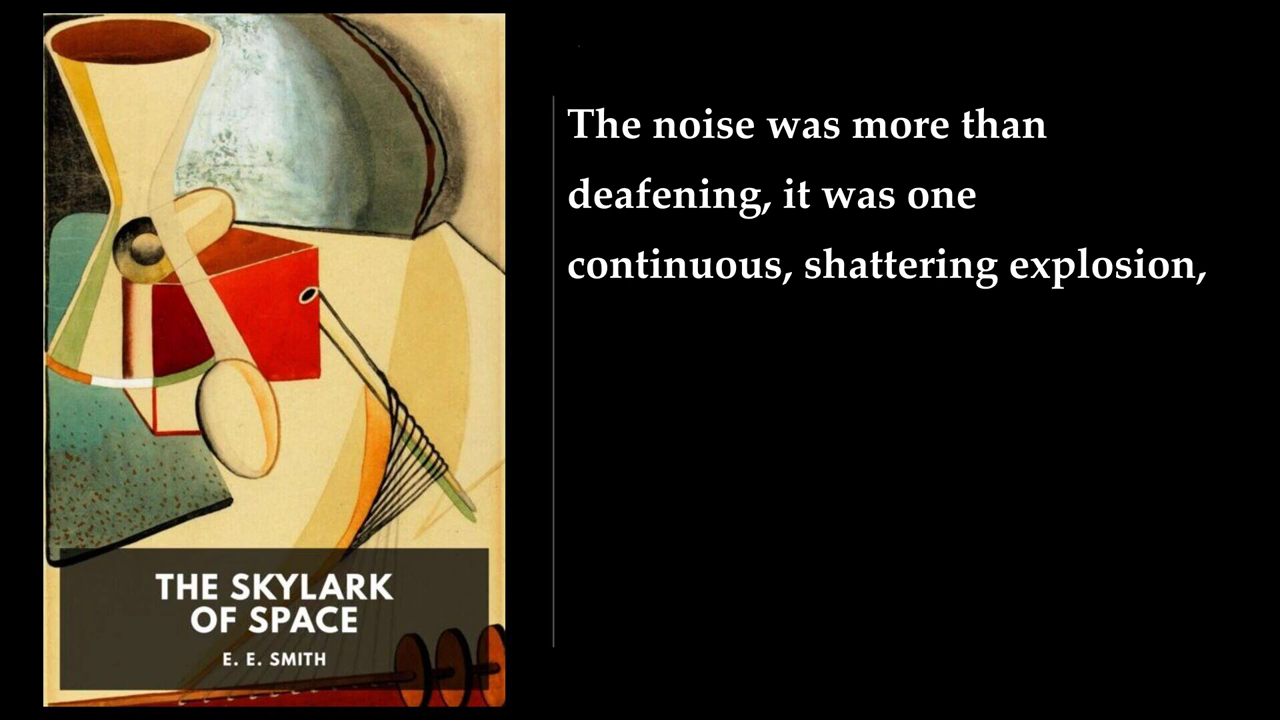 THE SKYLARK
OF SPACE
E. E. SMITH
The noise was more than
deafening, it was one
continuous, shattering explosion,